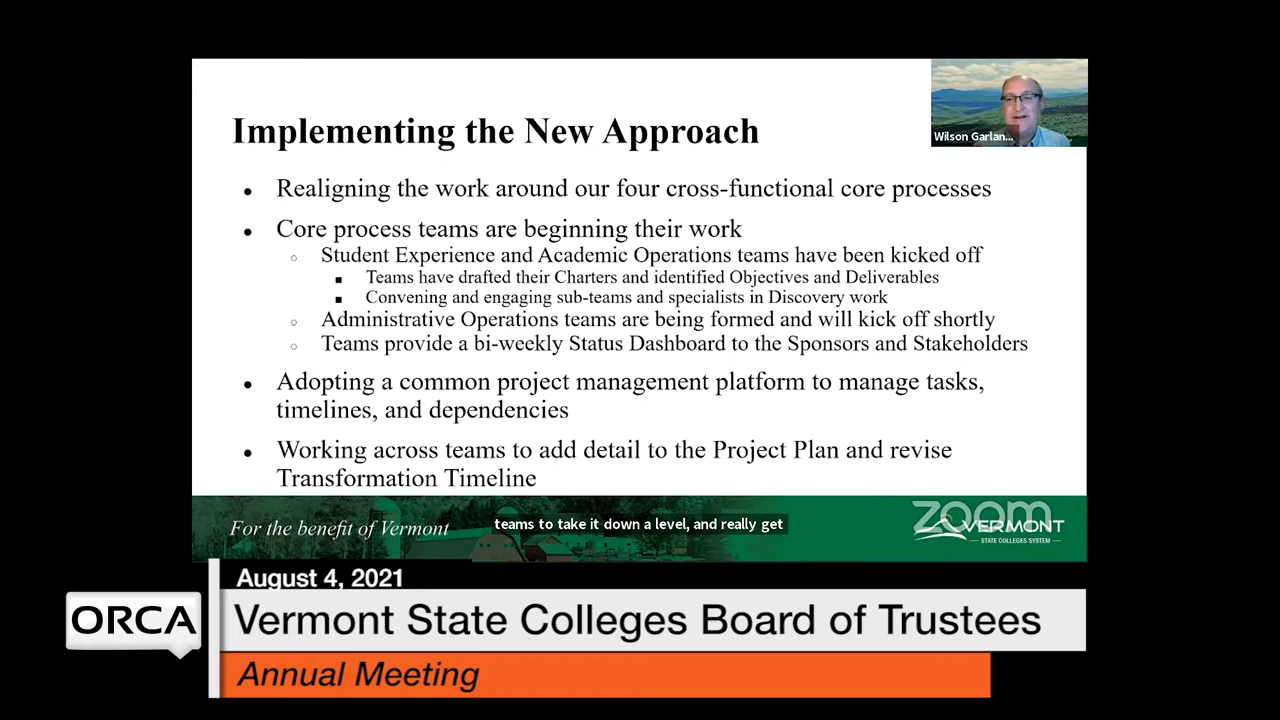 Implementing the New Approach
Wilson Garlan...
• Realigning the work around our four cross-functional core processes
• Core process teams are beginning their work
○ Student Experience and Academic Operations teams have been kicked off
■ Teams have drafted their Charters and identified Objectives and Deliverables
■ Convening and engaging sub-teams and specialists in Discovery work
○ Administrative Operations teams are being formed and will kick off shortly
○ Teams provide a bi-weekly Status Dashboard to the Sponsors and Stakeholders
• Adopting a common project management platform to manage tasks,
timelines, and dependencies
• Working across teams to add detail to the Project Plan and revise
Transformation Timeline
For the benefit of Vermont
teams to take it down a level, and really get
zoom
VERMONT
STATE COLLEGES SYSTEM
August 4, 2021
ORCA
Vermont State Colleges Board of Trustees
Annual Meeting